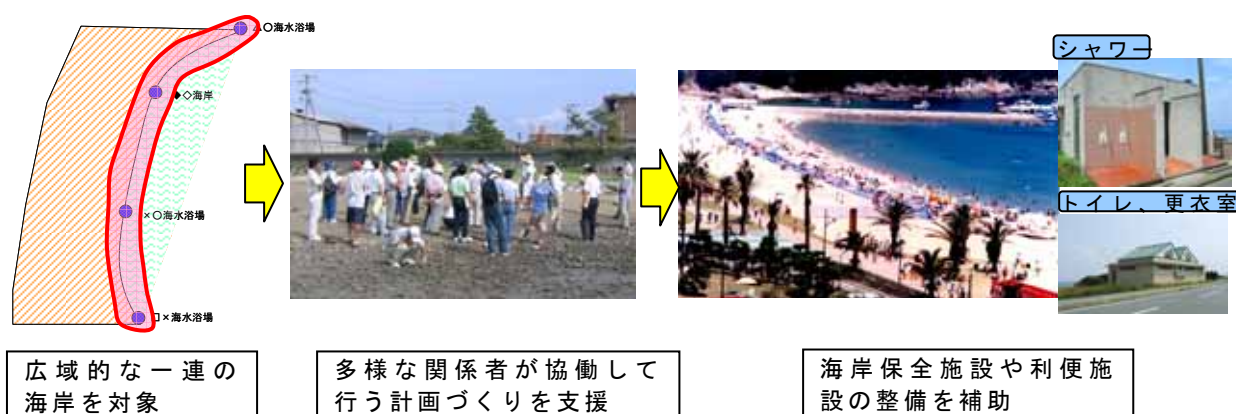 △○海水浴場
◆◇海岸
×○海水浴場
□×海水浴場
シャワー
トイレ、更衣室
広域的な一連の
海岸を対象
多様な関係者が協働して
行う計画づくりを支援
海岸保全施設や利便施
設の整備を補助